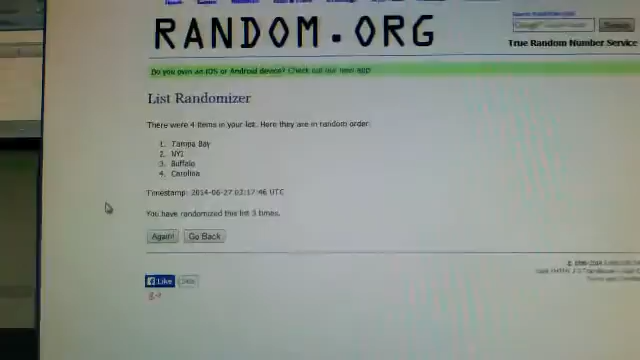 RANDOM.ORG
True Random Number Service
Do you own an iOS or Android device? Check out our new app
List Randomizer
There were 4 items in your list. Here they are in random order:
1. Tampa Bay
2. NYI
3. Buffalo
4. Carolina
Timestamp: 2014-06-27 03:17:46 UTC
You have randomized this list 3 times.
Again!
Go Back
Like